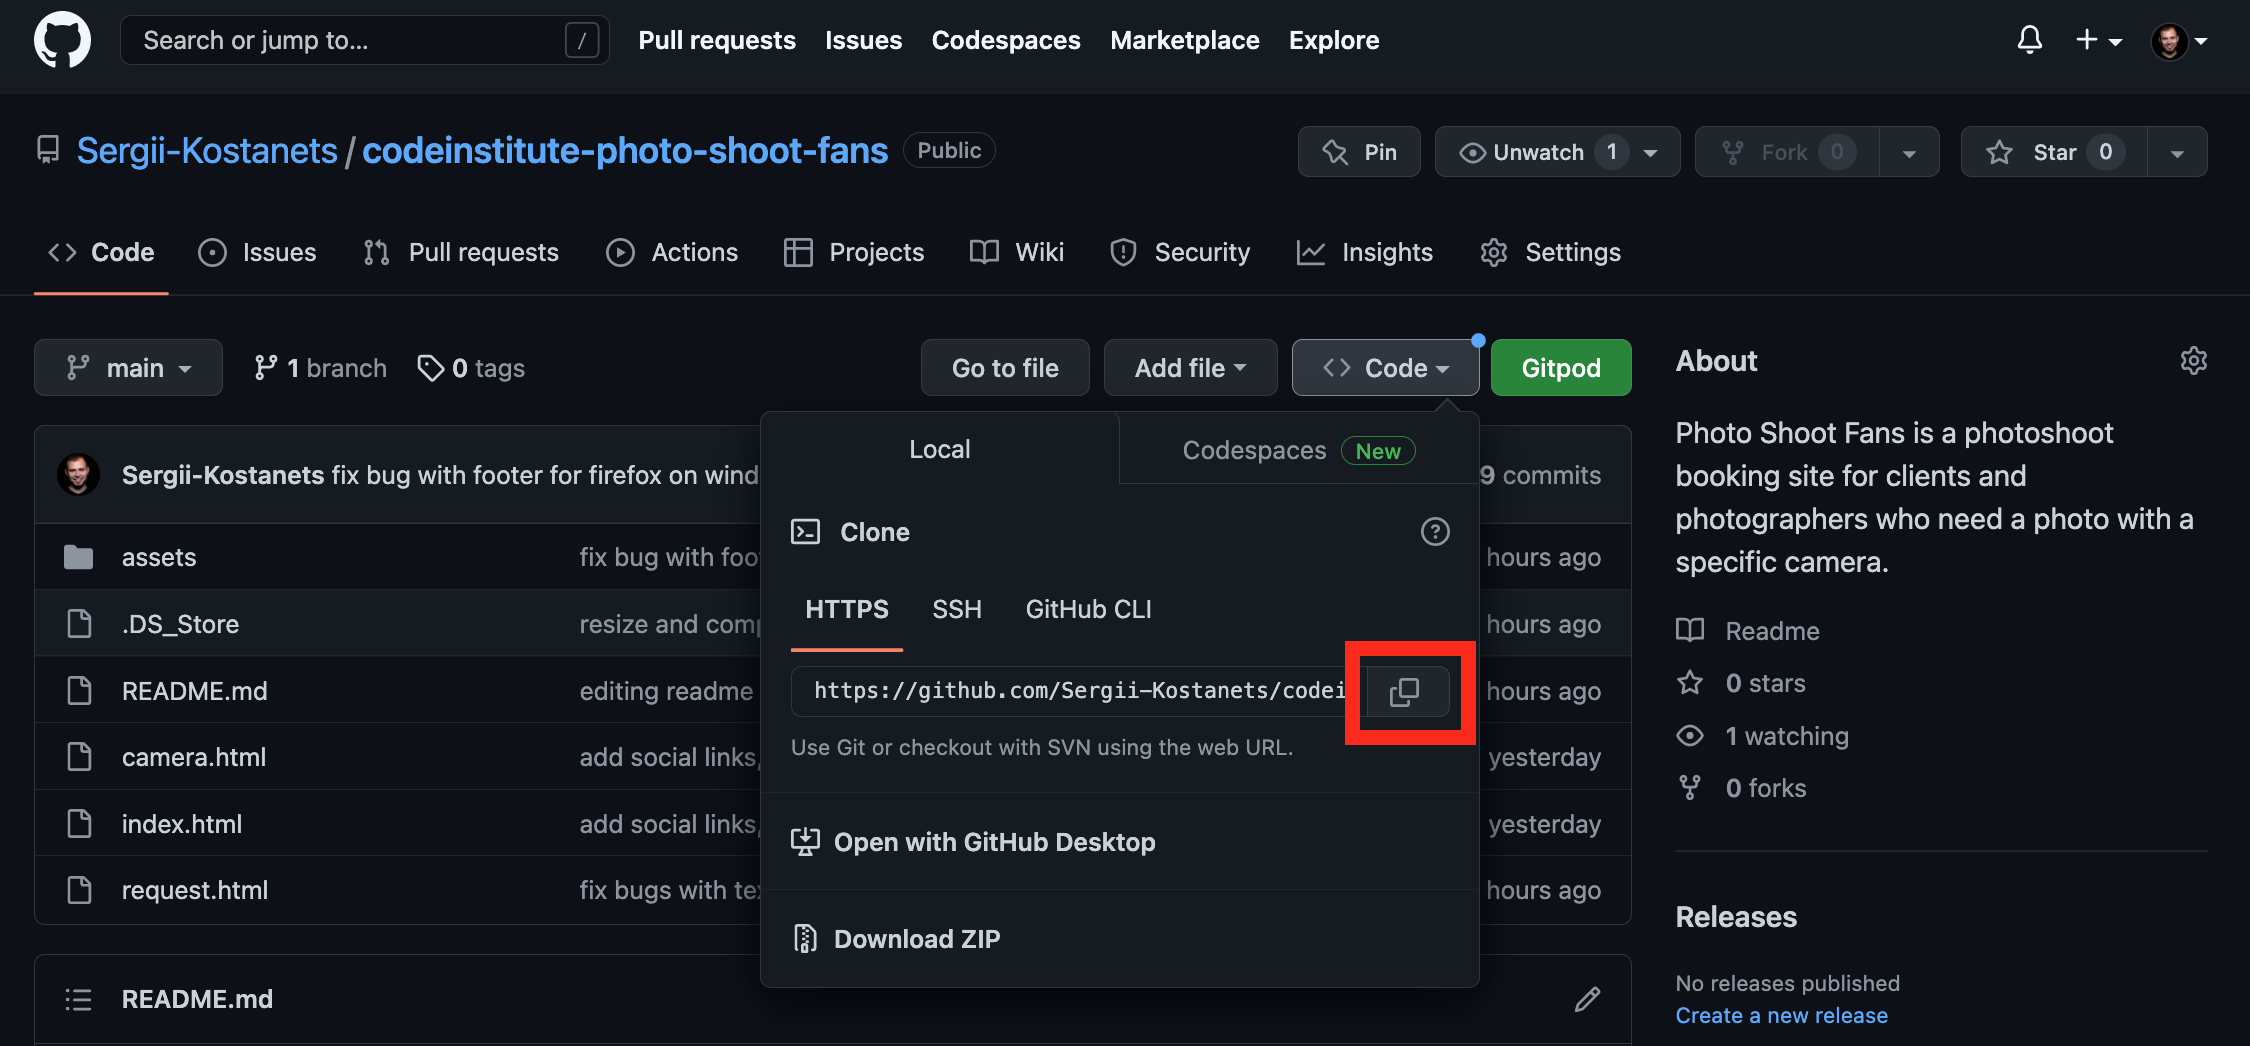 Search or jump to... /
Pull requests Issues Codespaces Marketplace Explore
Sergii-Kostanets / codeinstitute-photo-shoot-fans Public
Pin Unwatch 1 Fork 0 Star 0
Code Issues Pull requests Actions Projects Wiki Security Insights Settings
main 1 branch 0 tags Go to file Add file Code Gitpod
Sergii-Kostanets fix bug with footer for firefox on wind
9 commits
assets fix bug with foo hours ago
.DS_Store resize and comp hours ago
README.md editing readme hours ago
camera.html add social links, yesterday
index.html add social links, yesterday
request.html fix bugs with tex hours ago
README.md
Local Codespaces New
Clone
HTTPS SSH GitHub CLI
https://github.com/Sergii-Kostanets/codei
Use Git or checkout with SVN using the web URL.
Open with GitHub Desktop
Download ZIP
About
Photo Shoot Fans is a photoshoot
booking site for clients and
photographers who need a photo with a
specific camera.
Readme
0 stars
1 watching
0 forks
Releases
No releases published
Create a new release